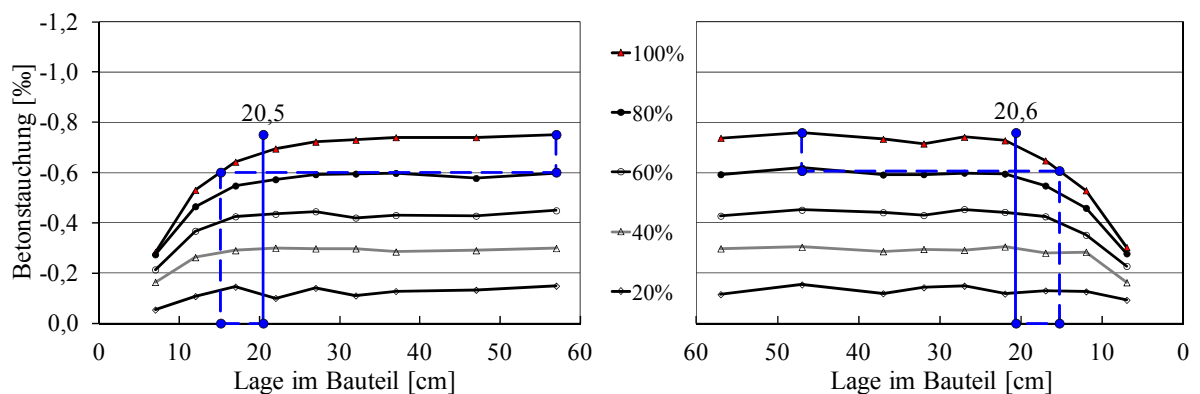 Betonstauchung [‰]
-1,2
-1,0
-0,8
-0,6
-0,4
-0,2
0,0
20,5
0 10 20 30 40 50 60
Lage im Bauteil [cm]
100%
80%
60%
40%
20%
20,6
60 50 40 30 20 10 0
Lage im Bauteil [cm]